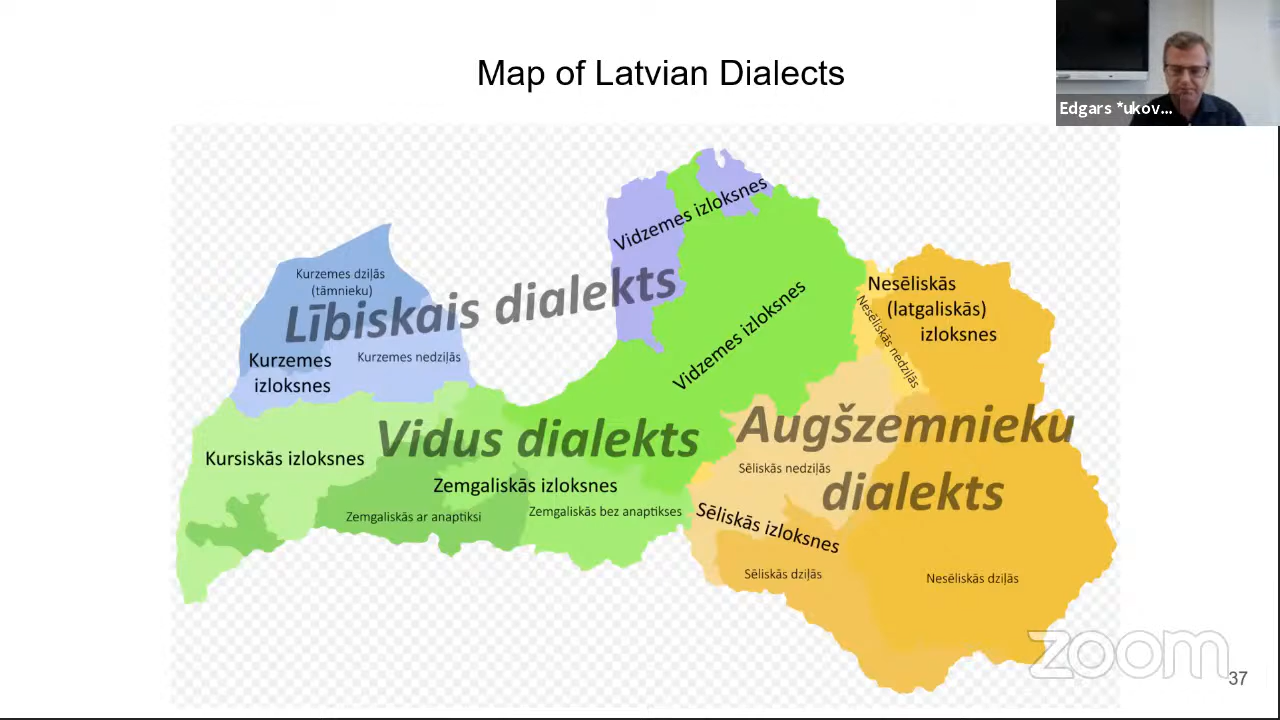 Map of Latvian Dialects
Edgars *ukov...
Vidzemes izloksnes
Kurzemes dziļās
(tāmnieku)
Lībiskais dialekts
Kurzemes
izloksnes
Kurzemes nedziļās
Vidzemes izloksnes
Nesēliskās
(latgaliskās)
izloksnes
Nesēliskās nedziļās
Vidus dialekts
Augšzemnieku
dialekts
Kursiskās izloksnes
Zemgaliskās izloksnes
Zemgaliskās ar anaptiksi
Zemgaliskās bez anaptikses
Sēliskās nedziļās
Sēliskās izloksnes
Sēliskās dziļās
Nesēliskās dziļās
zoom
37